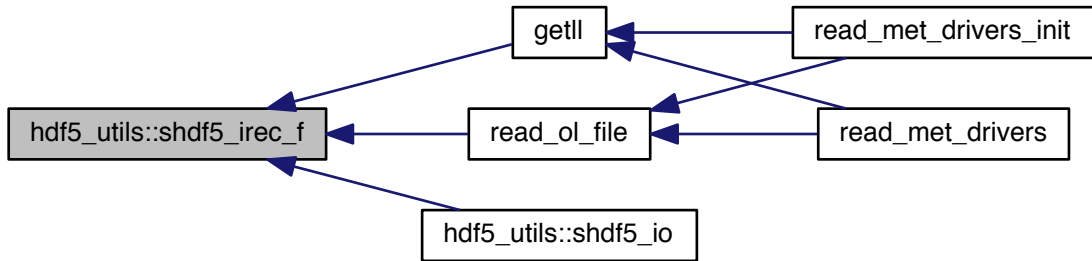 getll
read_met_drivers_init
hdf5_utils::shdf5_irec_f
read_ol_file
read_met_drivers
hdf5_utils::shdf5_io